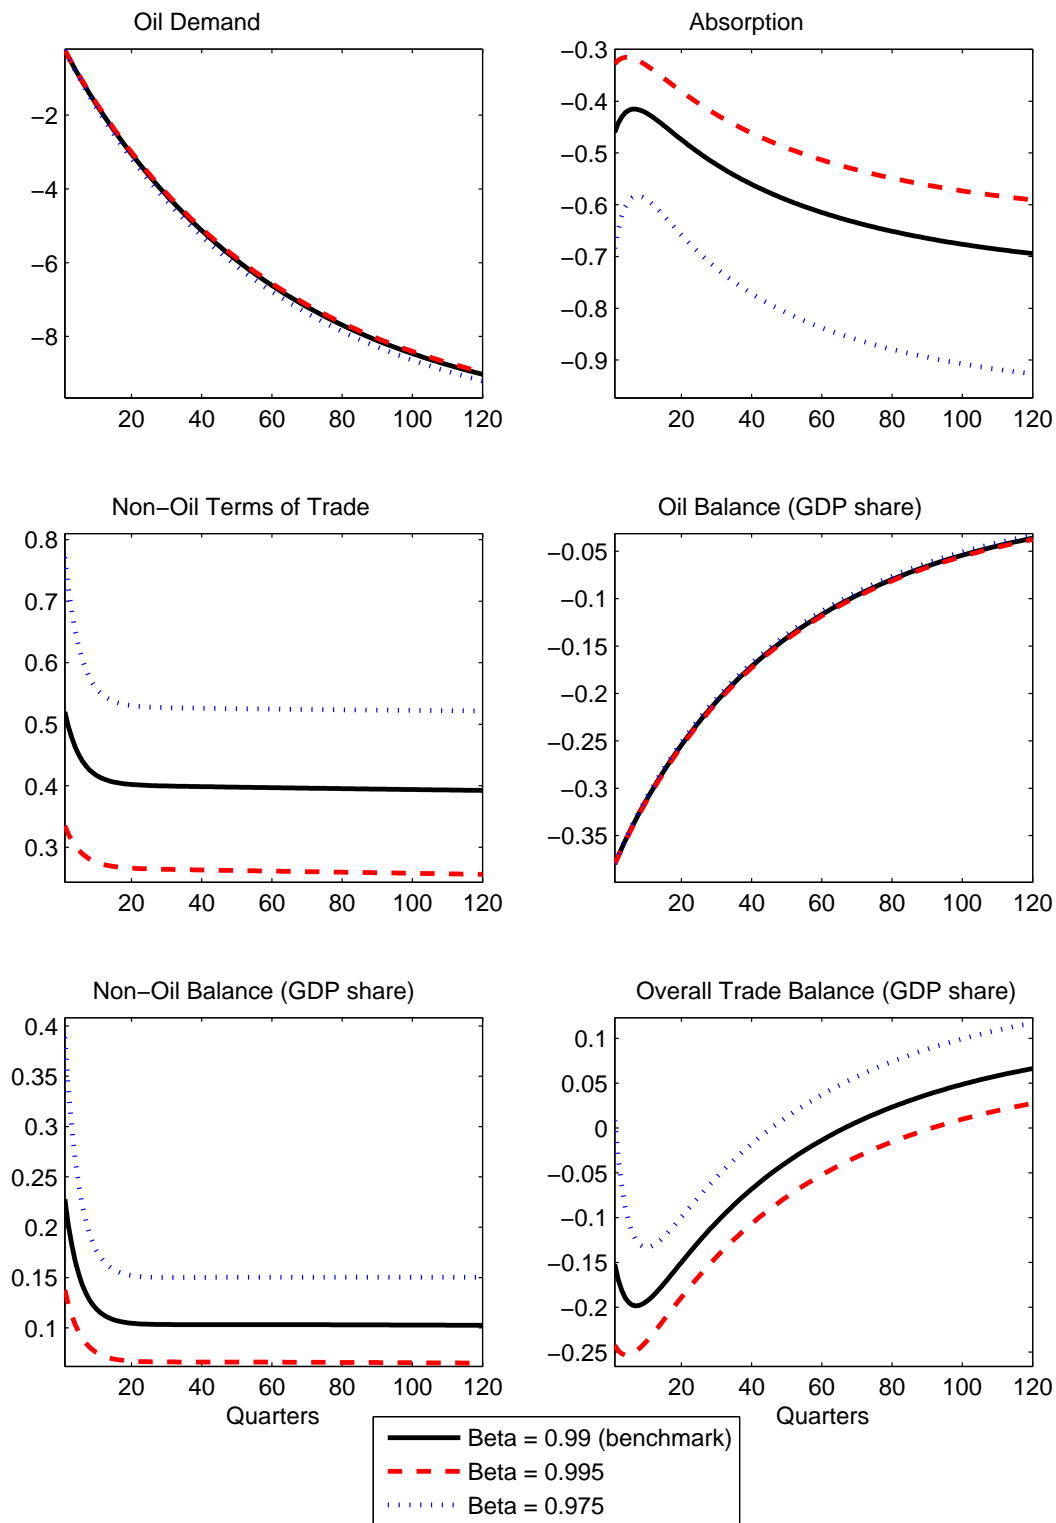 Oil Demand
−2
−4
−6
−8
20 40 60 80 100 120
Absorption
−0.3
−0.4
−0.5
−0.6
−0.7
−0.8
−0.9
20 40 60 80 100 120
Non−Oil Terms of Trade
0.8
0.7
0.6
0.5
0.4
0.3
20 40 60 80 100 120
Oil Balance (GDP share)
−0.05
−0.1
−0.15
−0.2
−0.25
−0.3
−0.35
20 40 60 80 100 120
Non−Oil Balance (GDP share)
0.4
0.35
0.3
0.25
0.2
0.15
0.1
20 40 60 80 100 120
Quarters
Overall Trade Balance (GDP share)
0.1
0.05
0
−0.05
−0.1
−0.15
−0.2
−0.25
20 40 60 80 100 120
Quarters
Beta = 0.99 (benchmark)
Beta = 0.995
Beta = 0.975